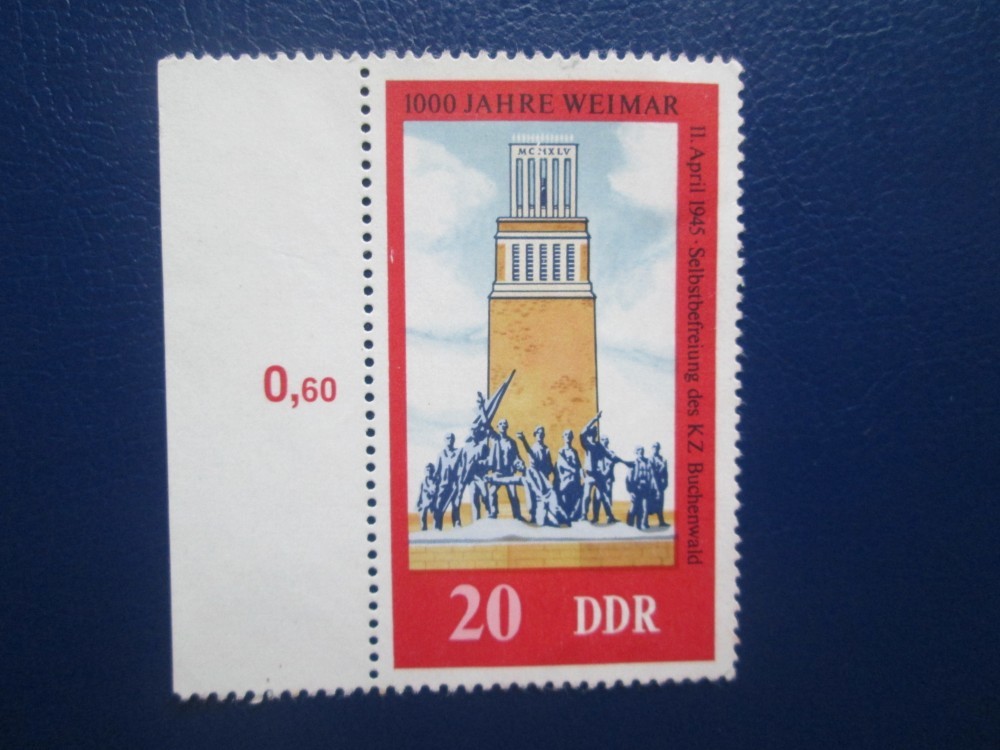 1000 JAHRE WEIMAR
MCMXLV
11. April 1945 · Selbstbefreiung des KZ Buchenwald
0,60
20 DDR